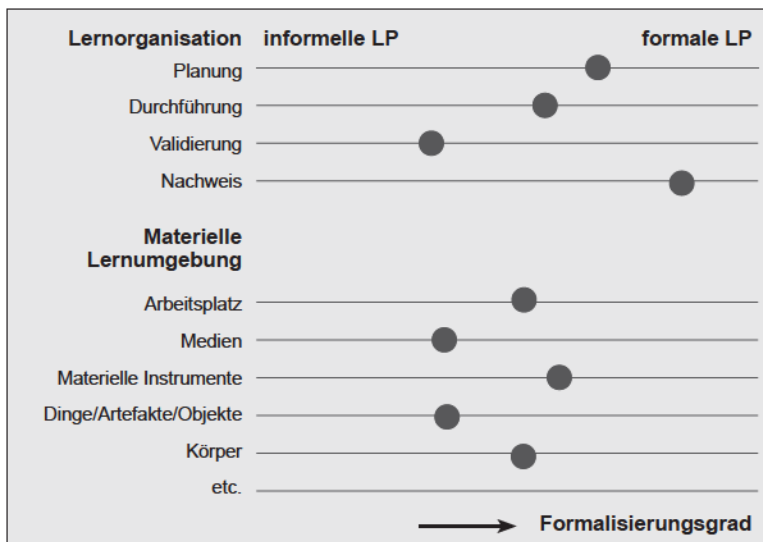 Lernorganisation informelle LP formale LP
Planung
Durchführung
Validierung
Nachweis
Materielle
Lernumgebung
Arbeitsplatz
Medien
Materielle Instrumente
Dinge/Artefakte/Objekte
Körper
etc.
Formalisierungsgrad